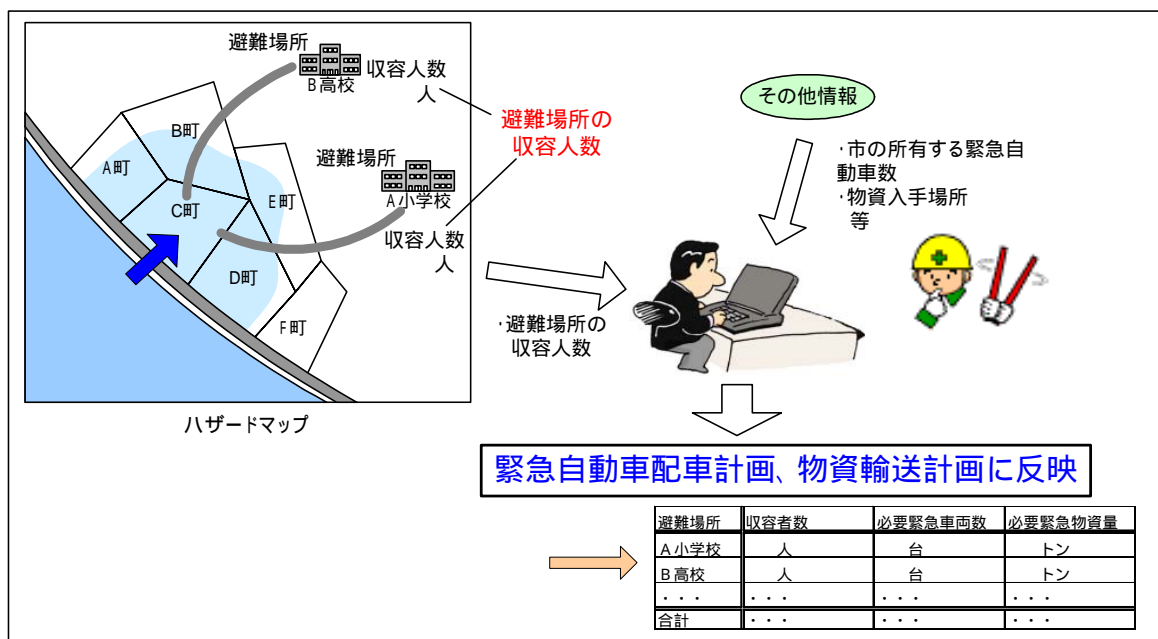 避難場所
B高校
収容人数
人
避難場所の
収容人数
避難場所
A小学校
収容人数
人
A町
B町
C町
D町
E町
F町
ハザードマップ
・避難場所の
収容人数
その他情報
・市の所有する緊急自
動車数
・物資入手場所
等
緊急自動車配車計画、物資輸送計画に反映
避難場所 収容者数 必要緊急車両数 必要緊急物資量
A小学校 人 台 トン
B高校 人 台 トン
・・・ ・・・ ・・・ ・・・
合計 ・・・ ・・・ ・・・